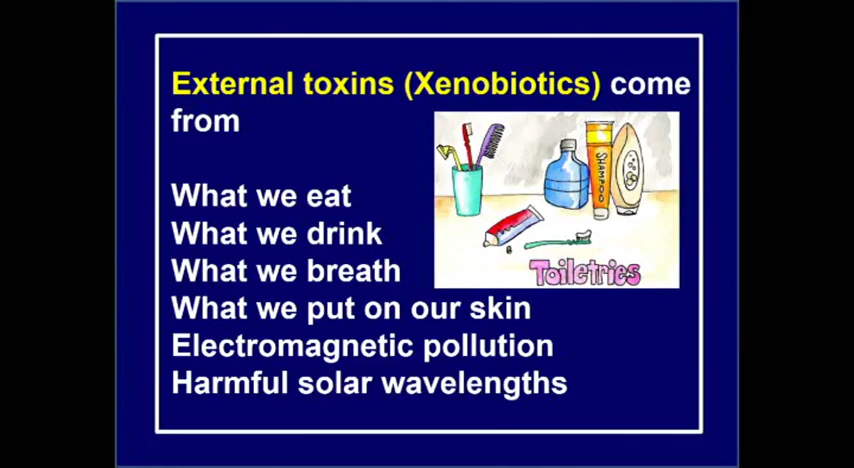 External toxins (Xenobiotics) come
from
What we eat
What we drink
What we breath
What we put on our skin
Electromagnetic pollution
Harmful solar wavelengths
SHAMPOO
Toiletries